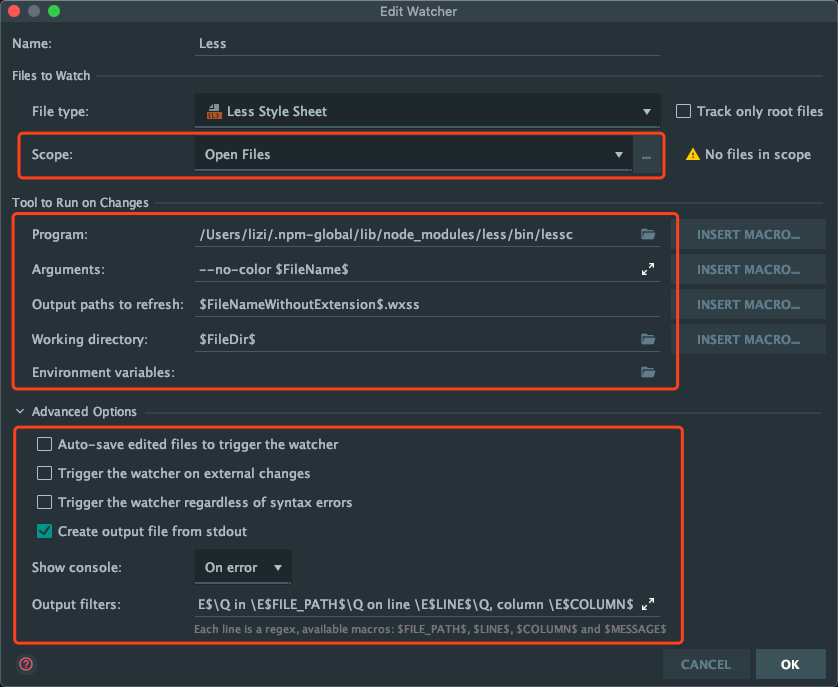 Edit Watcher
Name: Less
Files to Watch
File type: Less Style Sheet Track only root files
Scope: Open Files ... No files in scope
Tool to Run on Changes
Program: /Users/lizi/.npm-global/lib/node_modules/less/bin/lessc INSERT MACRO...
Arguments: --no-color $FileName$ INSERT MACRO...
Output paths to refresh: $FileNameWithoutExtension$.wxss INSERT MACRO...
Working directory: $FileDir$ INSERT MACRO...
Environment variables:
Advanced Options
Auto-save edited files to trigger the watcher
Trigger the watcher on external changes
Trigger the watcher regardless of syntax errors
Create output file from stdout
Show console: On error
Output filters: E$\Q in \E$FILE_PATH$\Q on line \E$LINE$\Q, column \E$COLUMN$
Each line is a regex, available macros: $FILE_PATH$, $LINE$, $COLUMN$ and $MESSAGE$
? CANCEL OK